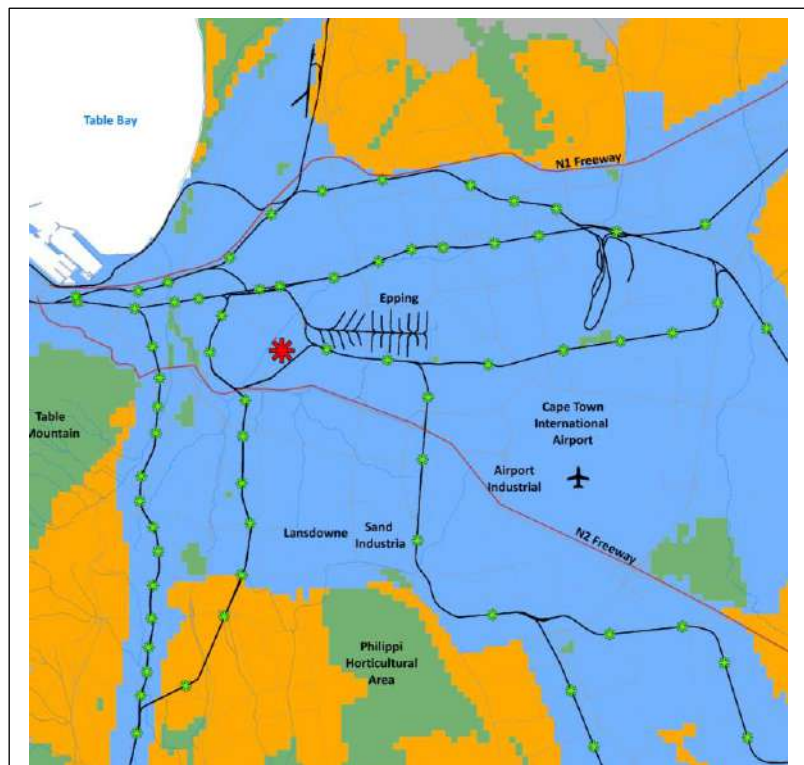 Table Bay
N1 Freeway
Epping
Table
Mountain
Cape Town
International
Airport
Airport
Industrial
Lansdowne
Sand
Industria
N2 Freeway
Philippi
Horticultural
Area